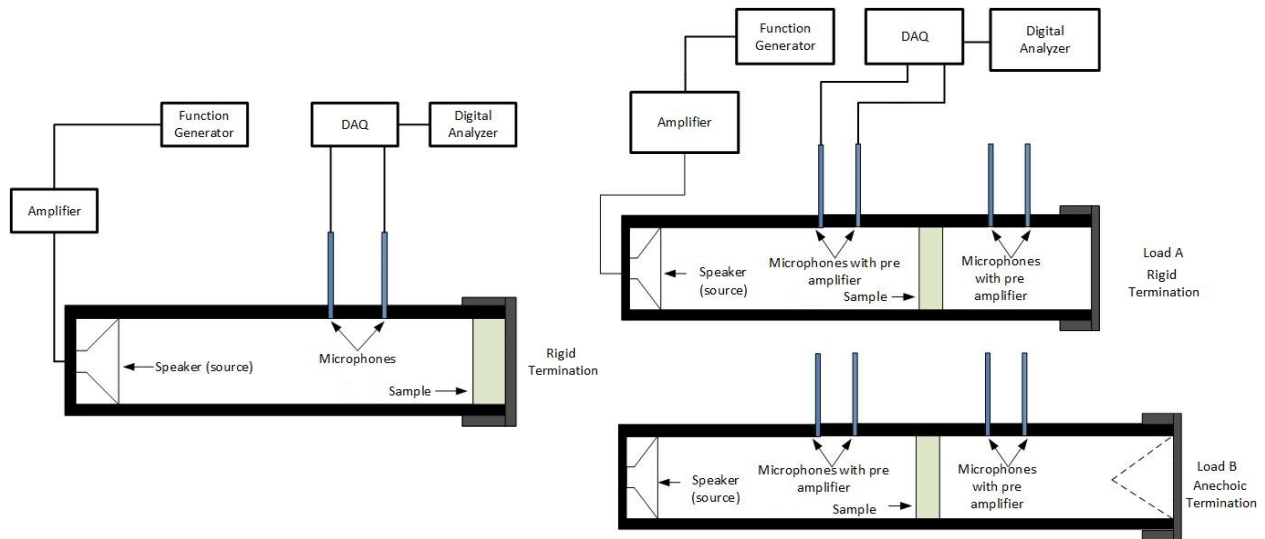 Function
Generator
DAQ
Digital
Analyzer
Amplifier
Microphones
Speaker (source)
Sample
Rigid
Termination
Function
Generator
DAQ
Digital
Analyzer
Amplifier
Speaker
(source)
Microphones with pre
amplifier
Sample
Microphones
with pre
amplifier
Load A
Rigid
Termination
Speaker
(source)
Microphones with pre
amplifier
Sample
Microphones
with pre
amplifier
Load B
Anechoic
Termination